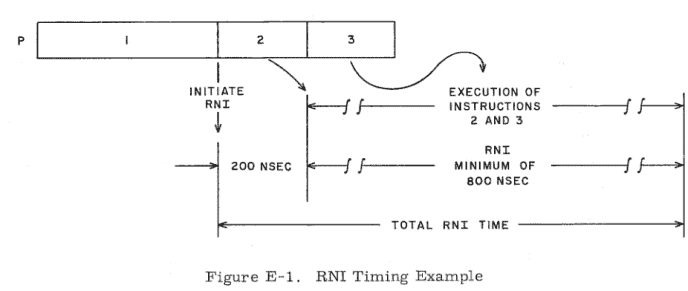 P
1
2
3
INITIATE
RNI
EXECUTION OF
INSTRUCTIONS
2 AND 3
200 NSEC
RNI
MINIMUM OF
800 NSEC
TOTAL RNI TIME
Figure E-1. RNI Timing Example